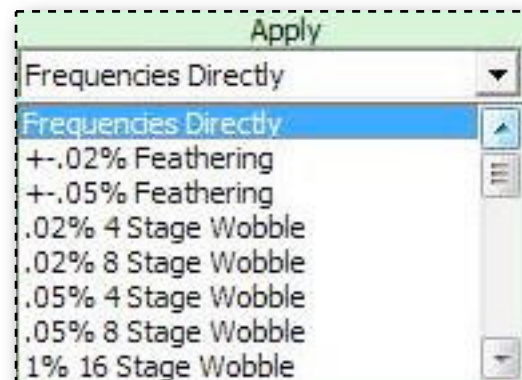 Apply
Frequencies Directly
Frequencies Directly
+-.02% Feathering
+-.05% Feathering
.02% 4 Stage Wobble
.02% 8 Stage Wobble
.05% 4 Stage Wobble
.05% 8 Stage Wobble
1% 16 Stage Wobble